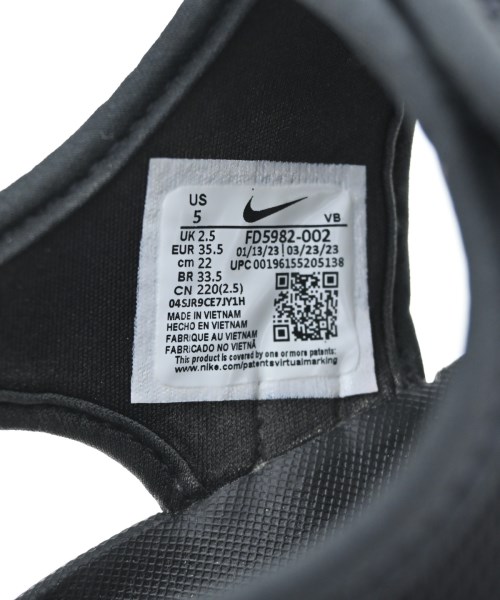 US
5
VB
UK 2.5
FD5982-002
EUR 35.5
01/13/23 03/23/23
cm 22
UPC 00196155205138
BR 33.5
CN 220(2.5)
04SJR9CE7JY1H
MADE IN VIETNAM
HECHO EN VIETNAM
FABRIQUE AU VIETNAM
FABRICADO NO VIETNÃ
This product is covered by one or more patents:
www.nike.com/patentsvirtualmarking